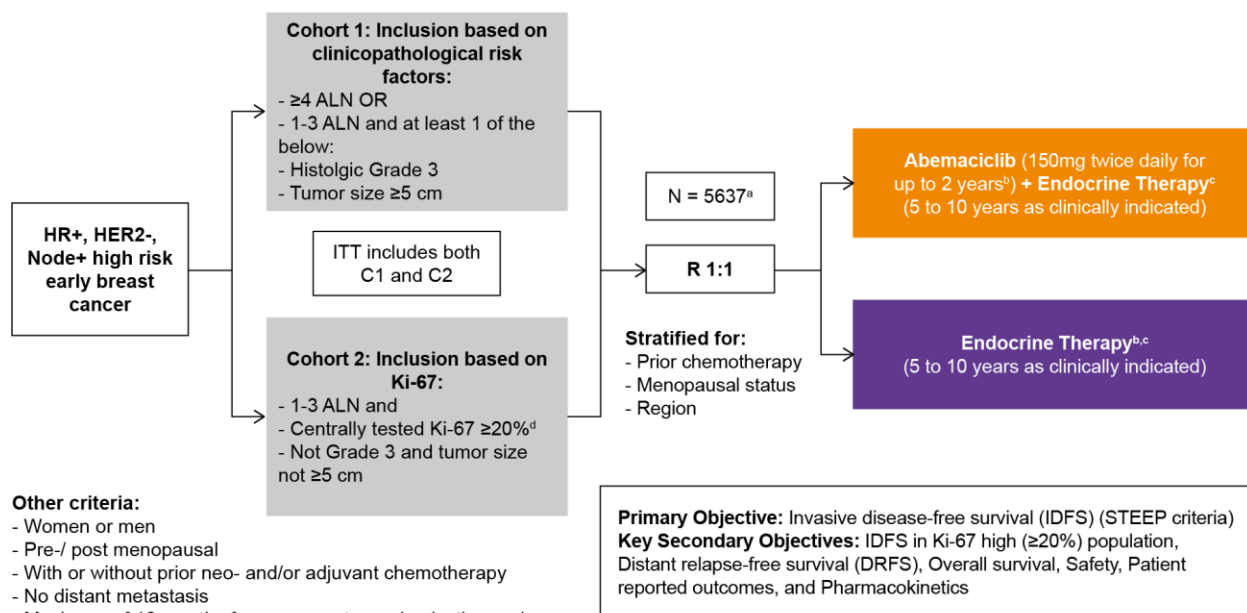 HR+, HER2-,
Node+ high risk
early breast
cancer
Cohort 1: Inclusion based on
clinicopathological risk
factors:
- ≥4 ALN OR
- 1-3 ALN and at least 1 of the
below:
- Histolgic Grade 3
- Tumor size ≥5 cm
ITT includes both
C1 and C2
Cohort 2: Inclusion based on
Ki-67:
- 1-3 ALN and
- Centrally tested Ki-67 ≥20%ᵈ
- Not Grade 3 and tumor size
not ≥5 cm
N = 5637ᵃ
R 1:1
Stratified for:
- Prior chemotherapy
- Menopausal status
- Region
Abemaciclib (150mg twice daily for
up to 2 yearsᵇ) + Endocrine Therapyᶜ
(5 to 10 years as clinically indicated)
Endocrine Therapyᵇ,ᶜ
(5 to 10 years as clinically indicated)
Other criteria:
- Women or men
- Pre-/ post menopausal
- With or without prior neo- and/or adjuvant chemotherapy
- No distant metastasis
Primary Objective: Invasive disease-free survival (IDFS) (STEEP criteria)
Key Secondary Objectives: IDFS in Ki-67 high (≥20%) population,
Distant relapse-free survival (DRFS), Overall survival, Safety, Patient
reported outcomes, and Pharmacokinetics